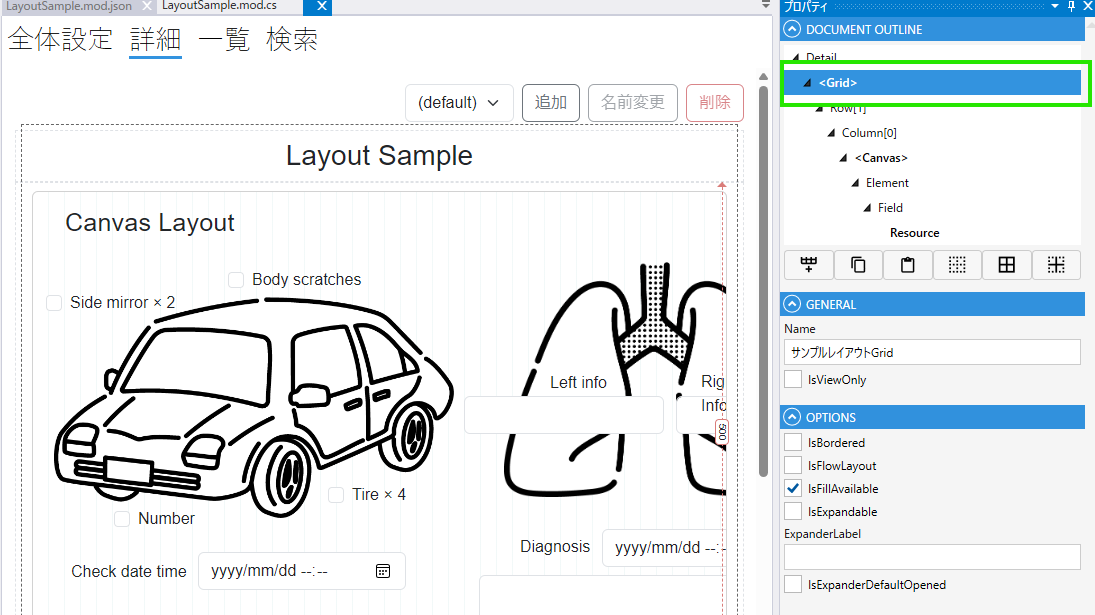 LayoutSample.mod.json
LayoutSample.mod.cs
全体設定 詳細 一覧 検索
(default) 追加 名前変更 削除
Layout Sample
Canvas Layout
Body scratches
Side mirror × 2
Left info
Rig
Info
500
Tire × 4
Number
Diagnosis yyyy/mm/dd --:-
Check date time yyyy/mm/dd --:--
プロパティ
DOCUMENT OUTLINE
Detail
<Grid>
Row[1]
Column[0]
<Canvas>
Element
Field
Resource
GENERAL
Name
サンプルレイアウトGrid
IsViewOnly
OPTIONS
IsBordered
IsFlowLayout
IsFillAvailable
IsExpandable
ExpanderLabel
IsExpanderDefaultOpened